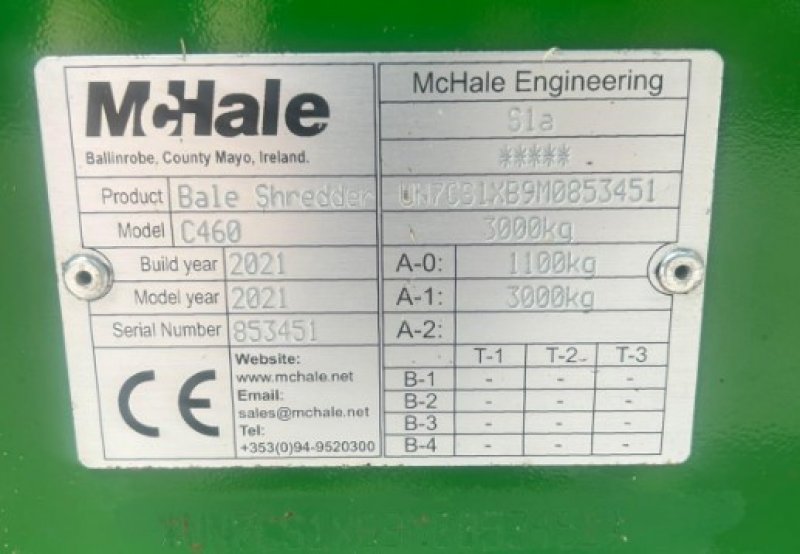 McHale
Ballinrobe, County Mayo, Ireland.
Product Bale Shredder
Model C460
Build year 2021
Model year 2021
Serial Number 853451
CE
Website:
www.mchale.net
Email:
sales@mchale.net
Tel:
+353(0)94-9520300
McHale Engineering
S1a
*****
UN7CS1XB9M0853451
3000kg
A-0: 1100kg
A-1: 3000kg
A-2:
T-1 T-2 T-3
B-1 - - -
B-2 - - -
B-3 - - -
B-4 - - -